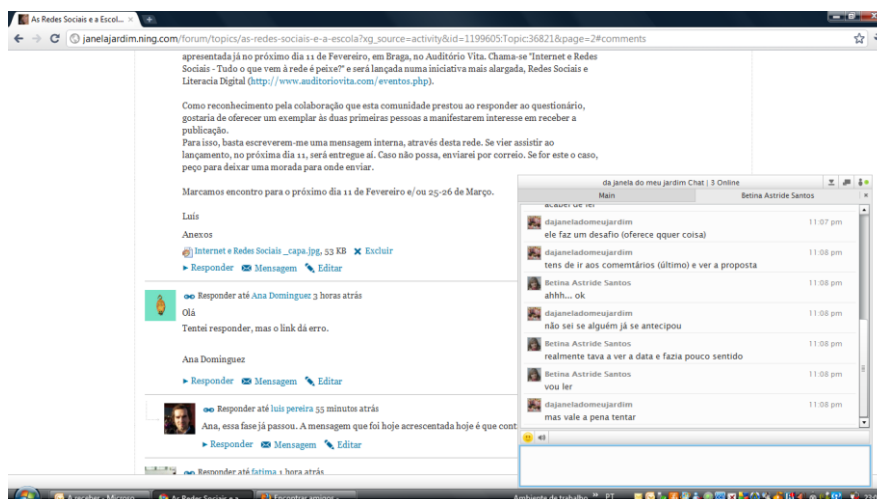 As Redes Sociais e a Escol...
janelajardim.ning.com/forum/topics/as-redes-sociais-e-a-escola?xg_source=activity&id=1199605:Topic:36821&page=2#comments
apresentada já no próximo dia 11 de Fevereiro, em Braga, no Auditório Vita. Chama-se "Internet e Redes
Sociais - Tudo o que vem à rede é peixe?" e será lançada numa iniciativa mais alargada, Redes Sociais e
Literacia Digital (http://www.auditoriovita.com/eventos.php).
Como reconhecimento pela colaboração que esta comunidade prestou ao responder ao questionário,
gostaria de oferecer um exemplar às duas primeiras pessoas a manifestarem interesse em receber a
publicação.
Para isso, basta escreverem-me uma mensagem interna, através desta rede. Se vier assistir ao
lançamento, no próxima dia 11, será entregue aí. Caso não possa, enviarei por correio. Se for este o caso,
peço para deixar uma morada para onde enviar.
Marcamos encontro para o próximo dia 11 de Fevereiro e/ou 25-26 de Março.
Luís
Anexos
Internet e Redes Sociais _capa.jpg, 53 KB X Excluir
Responder Mensagem Editar
Responder até Ana Dominguez 3 horas atrás
Olá
Tentei responder, mas o link dá erro.
Ana Dominguez
Responder Mensagem Editar
Responder até luis pereira 55 minutos atrás
Ana, essa fase já passou. A mensagem que foi hoje acrescentada hoje é que cont
Responder Mensagem Editar
Responder até fatima 1 hora atrás
da janela do meu jardim Chat | 3 Online
Main Betina Astride Santos
acabei de ler
dajaneladomeujardim 11:07 pm
ele faz um desafio (oferece qquer coisa)
dajaneladomeujardim 11:08 pm
tens de ir aos comentários (último) e ver a proposta
Betina Astride Santos 11:08 pm
ahhh... ok
dajaneladomeujardim 11:08 pm
não sei se alguém já se antecipou
Betina Astride Santos 11:08 pm
realmente tava a ver a data e fazia pouco sentido
Betina Astride Santos 11:08 pm
vou ler
dajaneladomeujardim 11:08 pm
mas vale a pena tentar
A receber - Microso... As Redes Sociais e a ... Encontrar amigos - ... Ambiente de trabalho PT